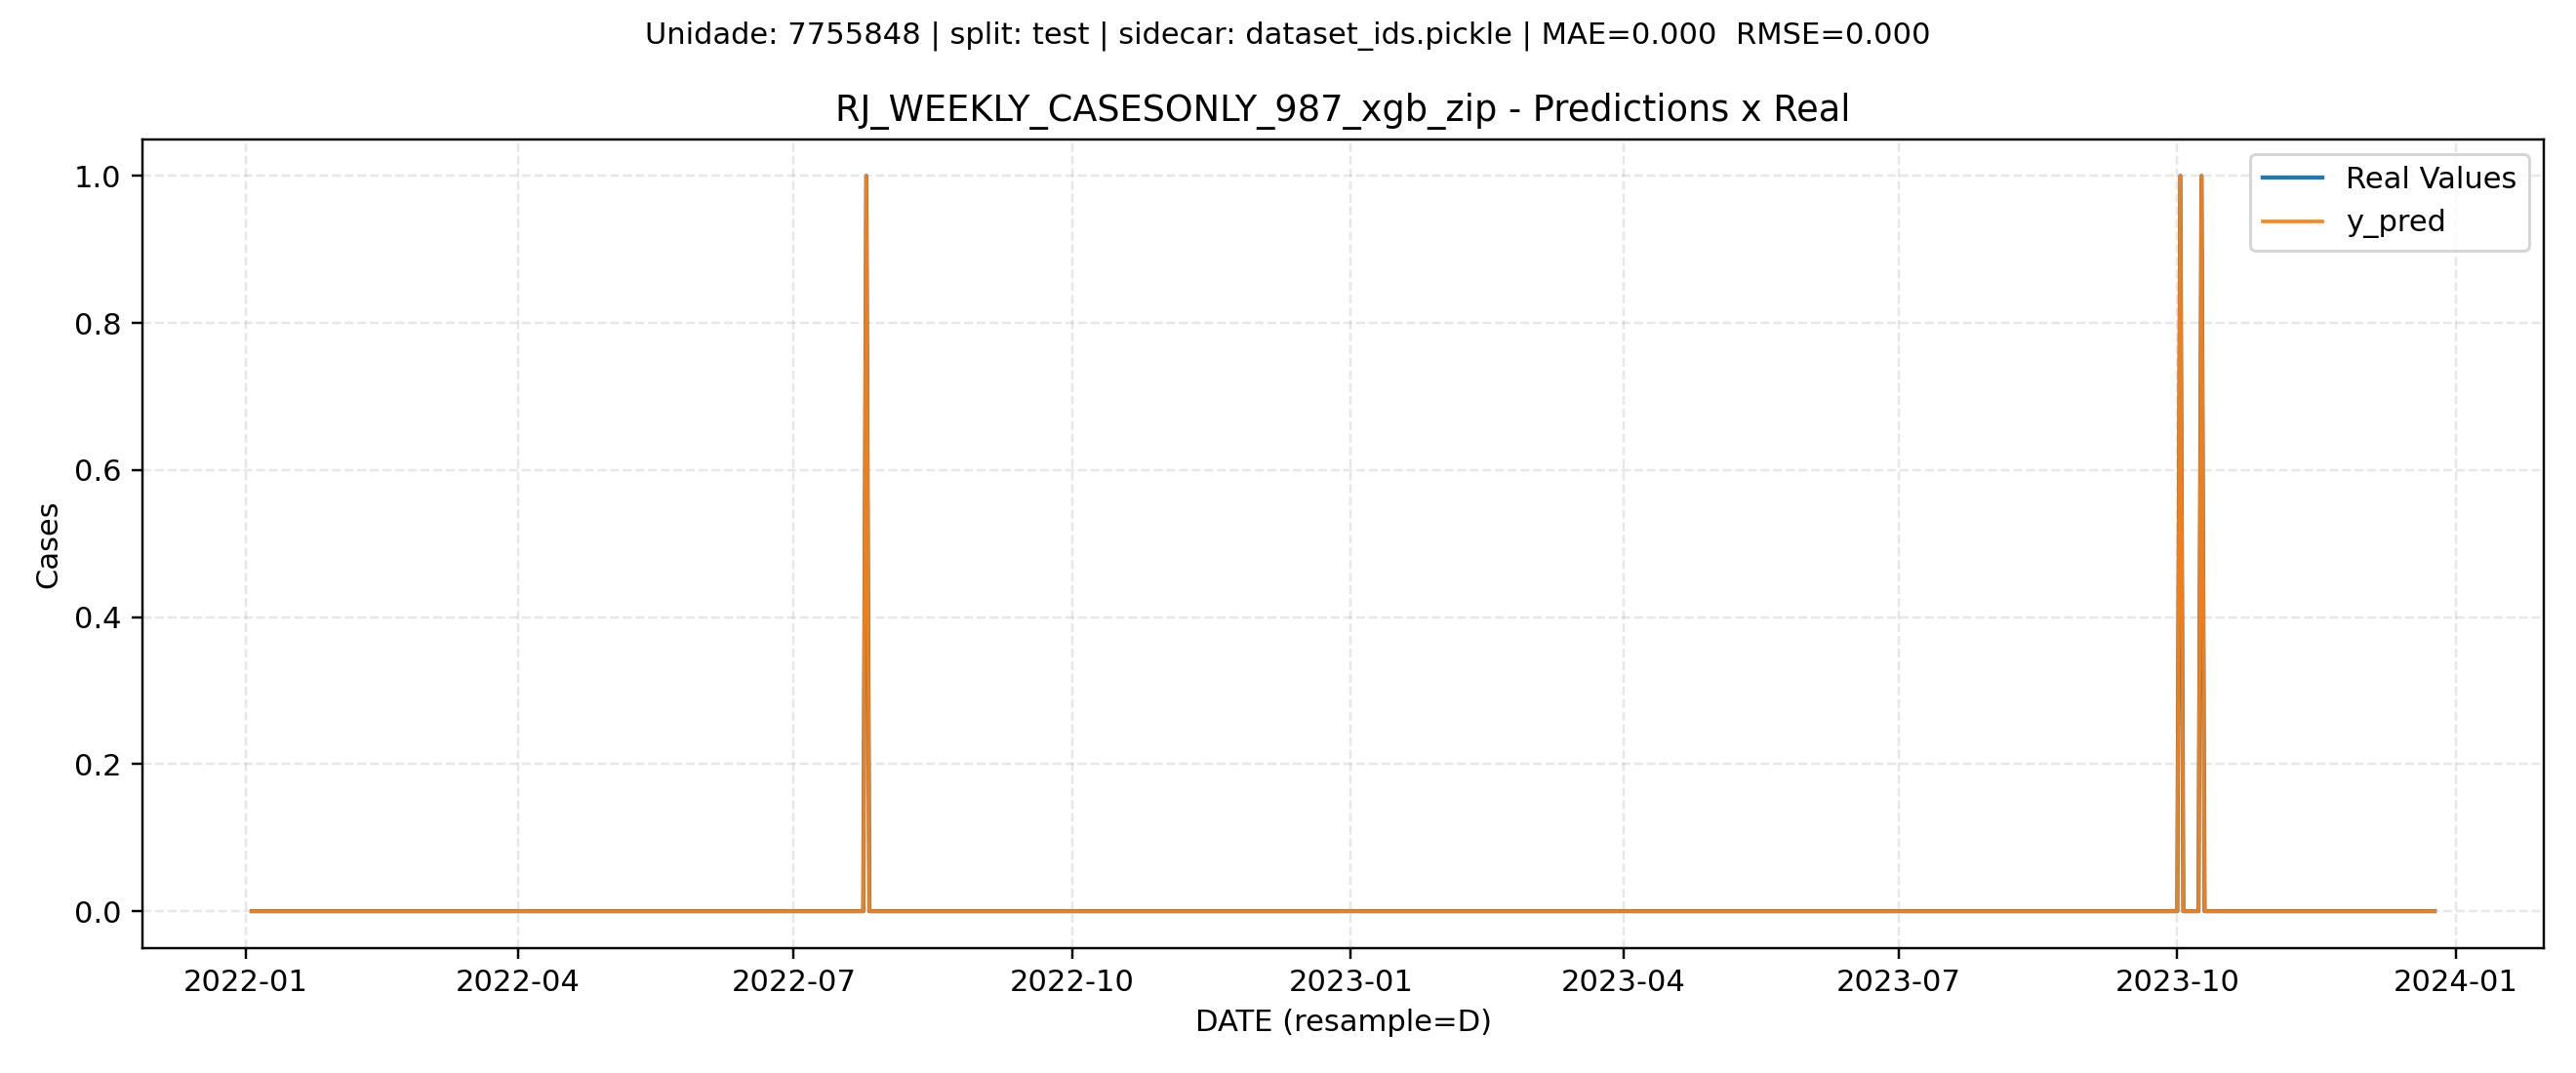 Unidade: 7755848 | split: test | sidecar: dataset_ids.pickle | MAE=0.000  RMSE=0.000
RJ_WEEKLY_CASESONLY_987_xgb_zip - Predictions x Real
Real Values
y_pred
1.0
0.8
0.6
0.4
0.2
0.0
Cases
2022-01 2022-04 2022-07 2022-10 2023-01 2023-04 2023-07 2023-10 2024-01
DATE (resample=D)